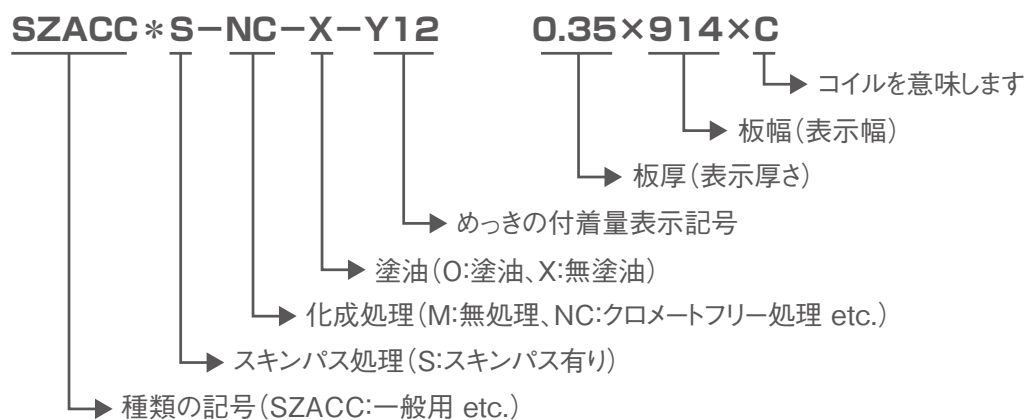 SZACC＊S－NC－X－Y12　0.35×914×C
コイルを意味します
板幅（表示幅）
板厚（表示厚さ）
めっきの付着量表示記号
塗油（O:塗油、X:無塗油）
化成処理（M:無処理、NC:クロメートフリー処理 etc.）
スキンパス処理（S:スキンパス有り）
種類の記号（SZACC:一般用 etc.）